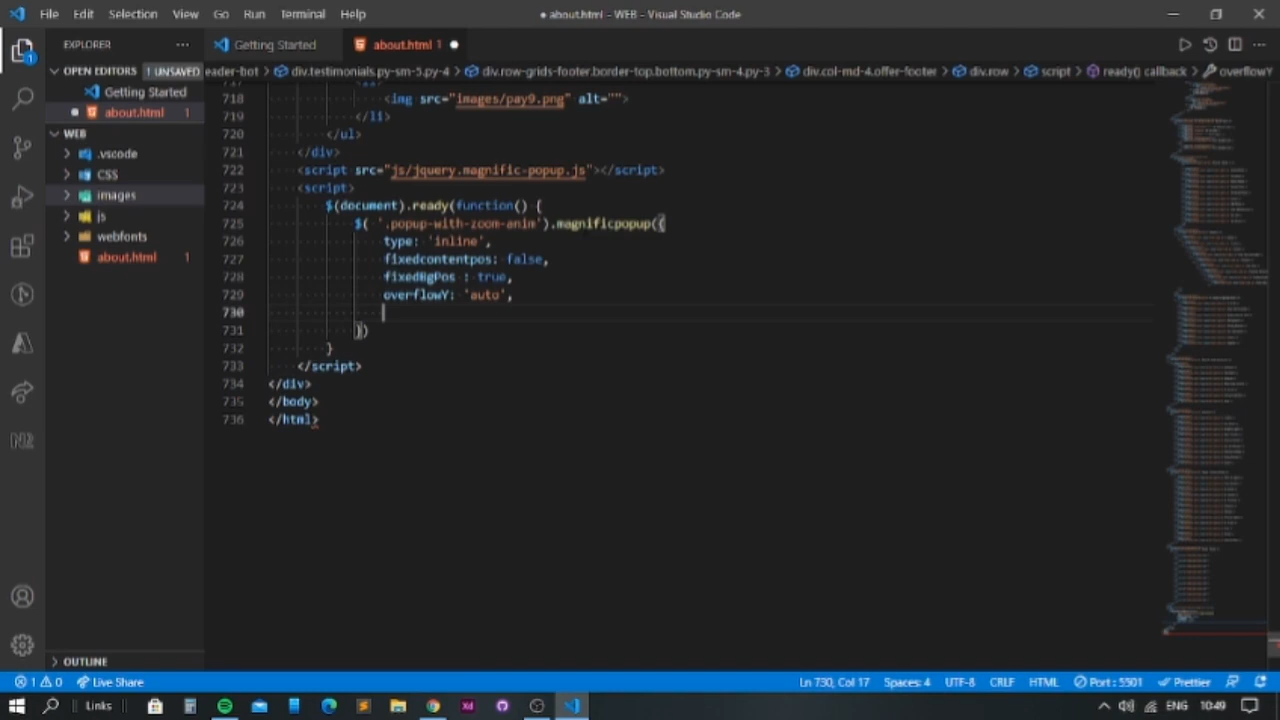 File Edit Selection View Go Run Terminal Help
● about.html - WEB - Visual Studio Code
EXPLORER
Getting Started
about.html 1
OPEN EDITORS 1 UNSAVED
eader-bot > div.testimonials.py-sm-5.py-4 > div.row-grids-footer.border-top.bottom.py-sm-4.py-3 > div.col-md-4.offer-footer > div.row > script > ready() callback > overflowY
Getting Started
about.html 1
WEB
.vscode
CSS
images
js
webfonts
about.html 1
718 <img src="images/pay9.png" alt="">
719 </li>
720 </ul>
721 </div>
722 <script src="js/jquery.magnific-popup.js"></script>
723 <script>
724 $(document).ready(function() {
725 $( '.popup-with-zoom-anim').magnificpopup({
726 type: 'inline',
727 fixedcontentpos: false,
728 fixedBgPos : true,
729 overflowY: 'auto',
730
731 })
732 }
733 </script>
734 </div>
735 </body>
736 </html>
OUTLINE
1 0 Live Share
Ln 730, Col 17 Spaces: 4 UTF-8 CRLF HTML Port : 5501 Prettier
Links
ENG 10:49